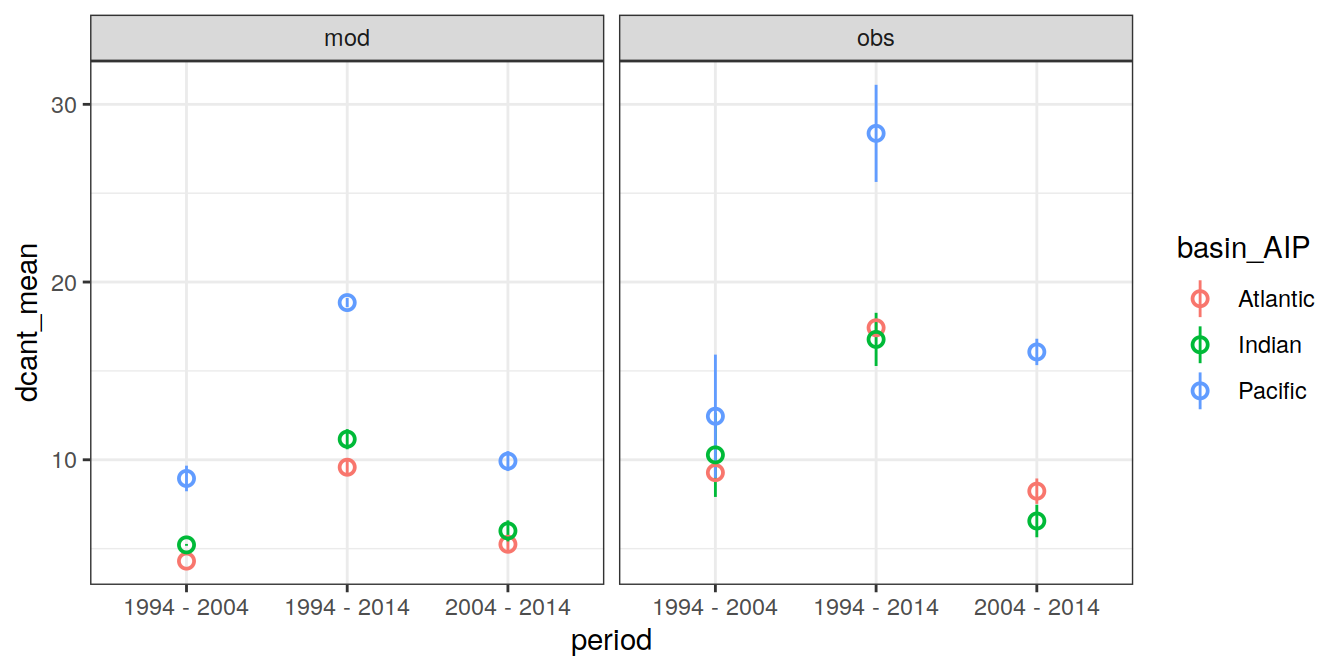 mod
obs
dcant_mean
30
20
10
1994 - 2004
1994 - 2014
2004 - 2014
1994 - 2004
1994 - 2014
2004 - 2014
period
basin_AIP
Atlantic
Indian
Pacific